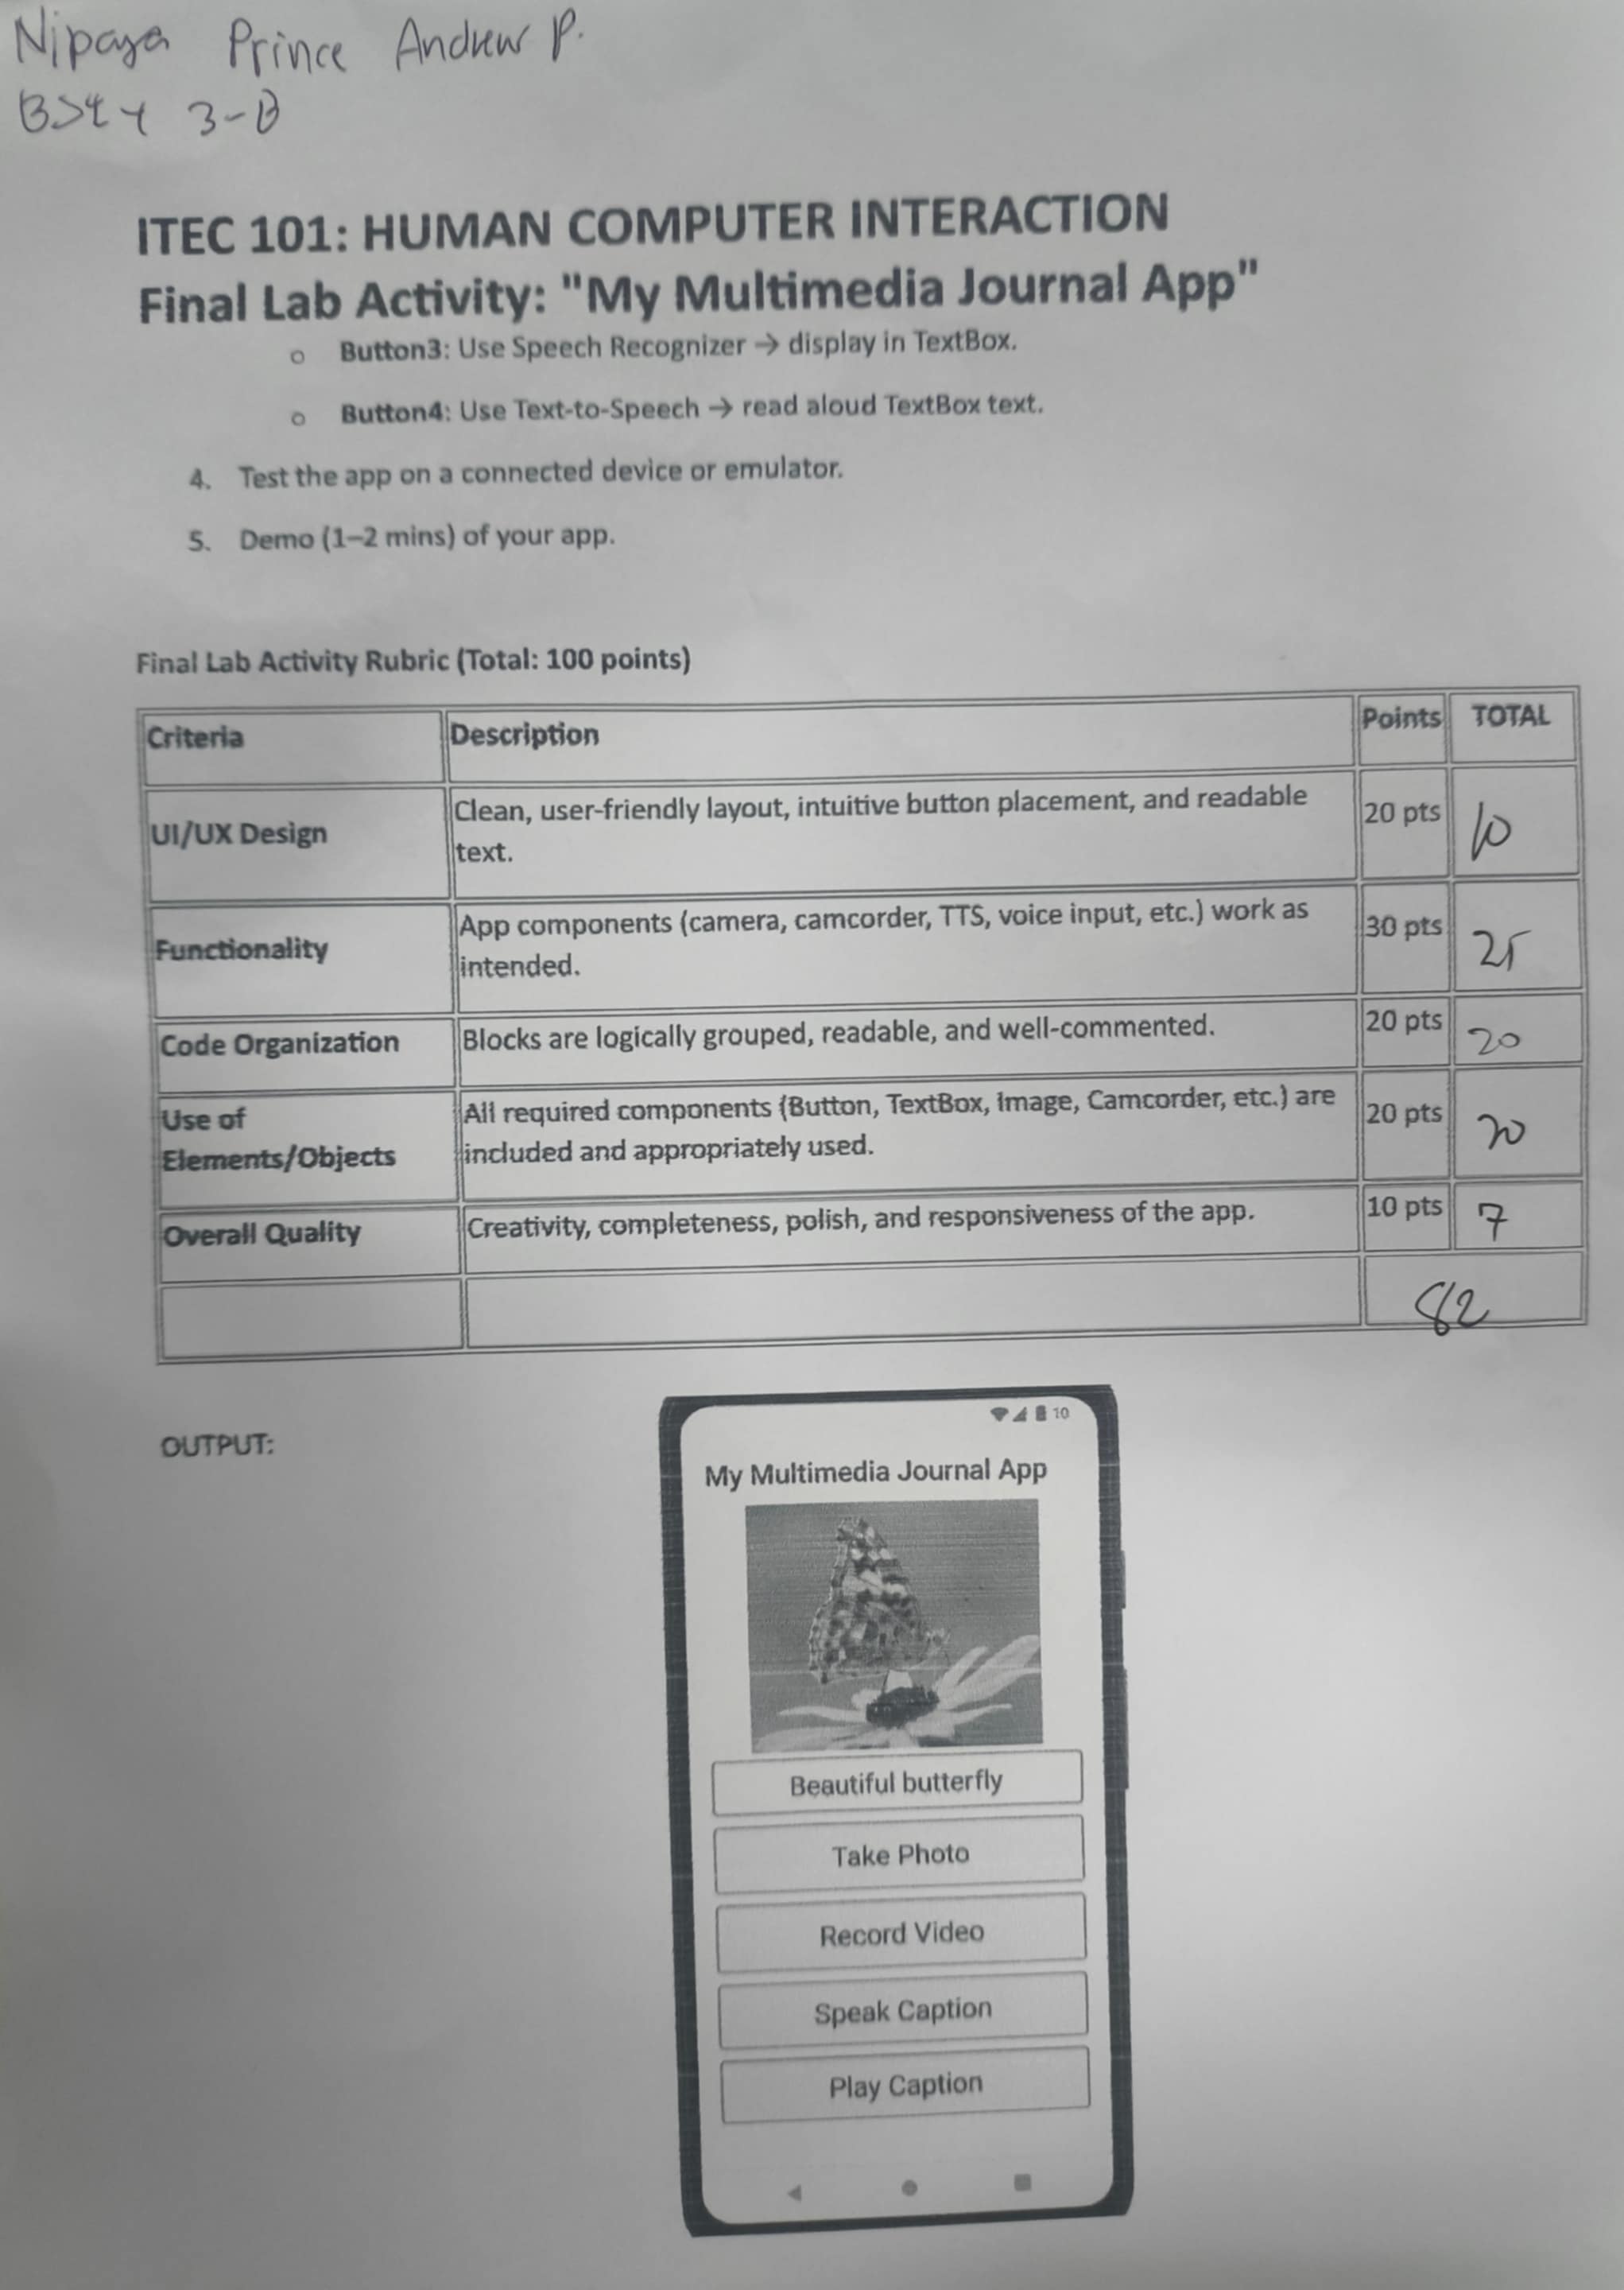 Nipaya Prince Andrew P.
3-B
ITEC 101: HUMAN COMPUTER INTERACTION
Final Lab Activity: "My Multimedia Journal App"
o Button3: Use Speech Recognizer → display in TextBox.
o Button4: Use Text-to-Speech → read aloud TextBox text.
4. Test the app on a connected device or emulator.
5. Demo (1–2 mins) of your app.
Final Lab Activity Rubric (Total: 100 points)
Criteria Description Points TOTAL
UI/UX Design Clean, user-friendly layout, intuitive button placement, and readable text. 20 pts 10
Functionality App components (camera, camcorder, TTS, voice input, etc.) work as intended. 30 pts 25
Code Organization Blocks are logically grouped, readable, and well-commented. 20 pts 20
Use of Elements/Objects All required components (Button, TextBox, Image, Camcorder, etc.) are included and appropriately used. 20 pts 20
Overall Quality Creativity, completeness, polish, and responsiveness of the app. 10 pts 7
82
OUTPUT:
10
My Multimedia Journal App
Beautiful butterfly
Take Photo
Record Video
Speak Caption
Play Caption